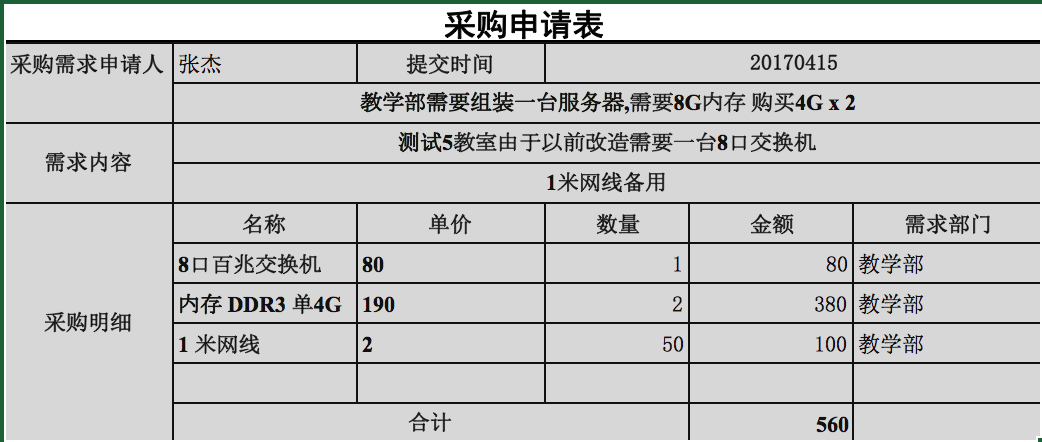 采购申请表
采购需求申请人 张杰 提交时间 20170415
教学部需要组装一台服务器,需要8G内存 购买4G x 2
需求内容 测试5教室由于以前改造需要一台8口交换机
1米网线备用
名称 单价 数量 金额 需求部门
8口百兆交换机 80 1 80 教学部
内存 DDR3 单4G 190 2 380 教学部
采购明细
1 米网线 2 50 100 教学部
合计 560